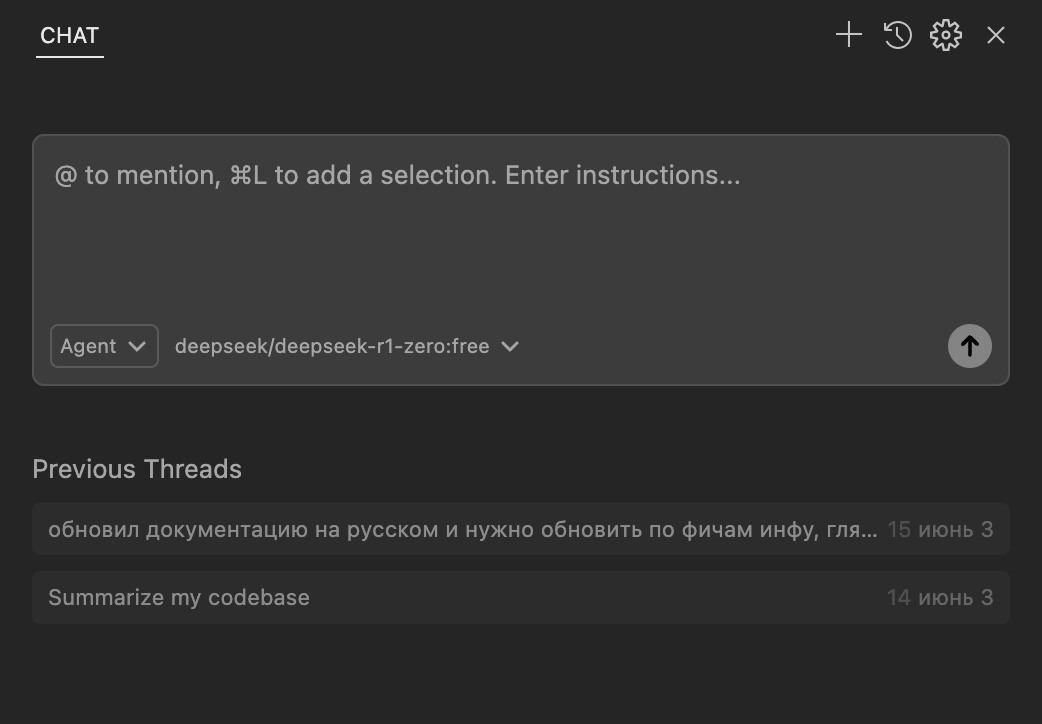 CHAT
@ to mention, ⌘L to add a selection. Enter instructions...
Agent
deepseek/deepseek-r1-zero:free
Previous Threads
обновил документацию на русском и нужно обновить по фичам инфу, гля... 15 июнь 3
Summarize my codebase 14 июнь 3